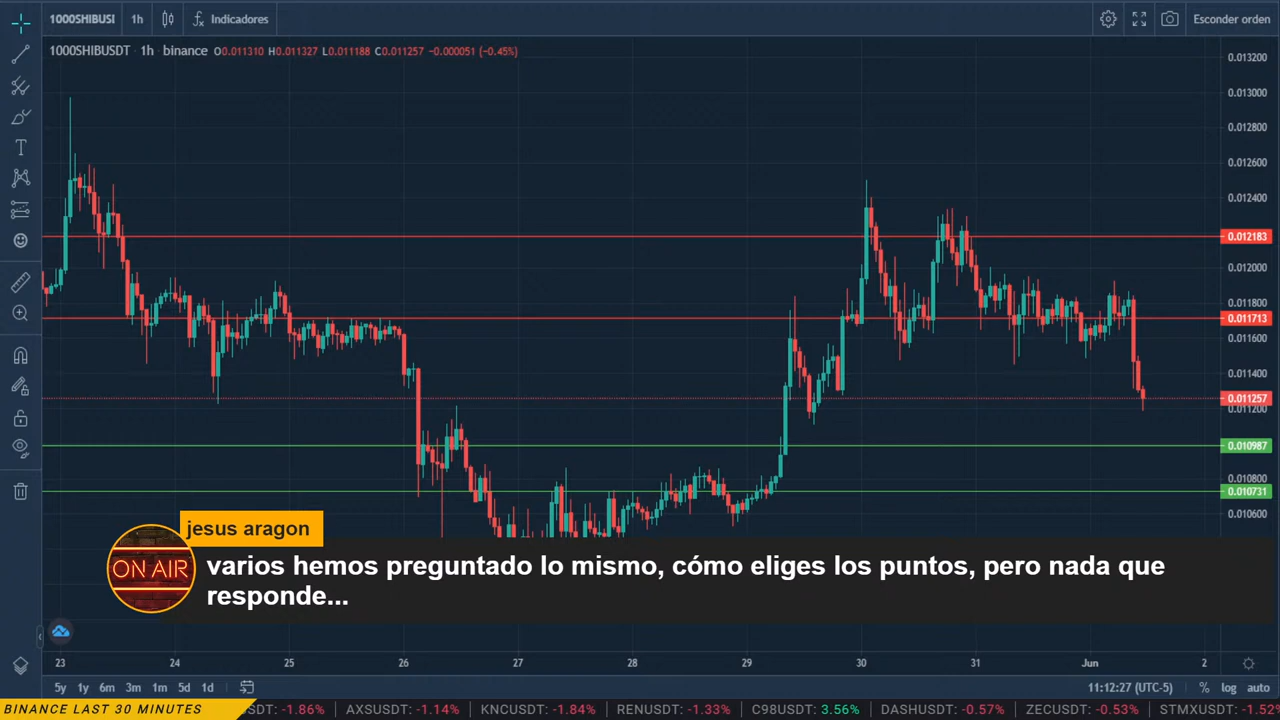 1000SHIBUSI 1h Indicadores Esconder orden
1000SHIBUSDT · 1h · binance O0.011310 H0.011327 L0.011188 C0.011257 -0.000051 (-0.45%)
0.013200
0.013000
0.012800
0.012600
0.012400
0.012183
0.012000
0.011800
0.011713
0.011600
0.011400
0.011257
0.011200
0.010987
0.010800
0.010731
0.010600
jesus aragon
ON AIR
varios hemos preguntado lo mismo, cómo eliges los puntos, pero nada que
responde...
23 24 25 26 27 28 29 30 31 Jun 2
5y 1y 6m 3m 1m 5d 1d 11:12:27 (UTC-5) % log auto
BINANCE LAST 30 MINUTES SDT: -1.86% AXSUSDT: -1.14% KNCUSDT: -1.84% RENUSDT: -1.33% C98USDT: 3.56% DASHUSDT: -0.57% ZECUSDT: -0.53% STMXUSDT: -1.52%